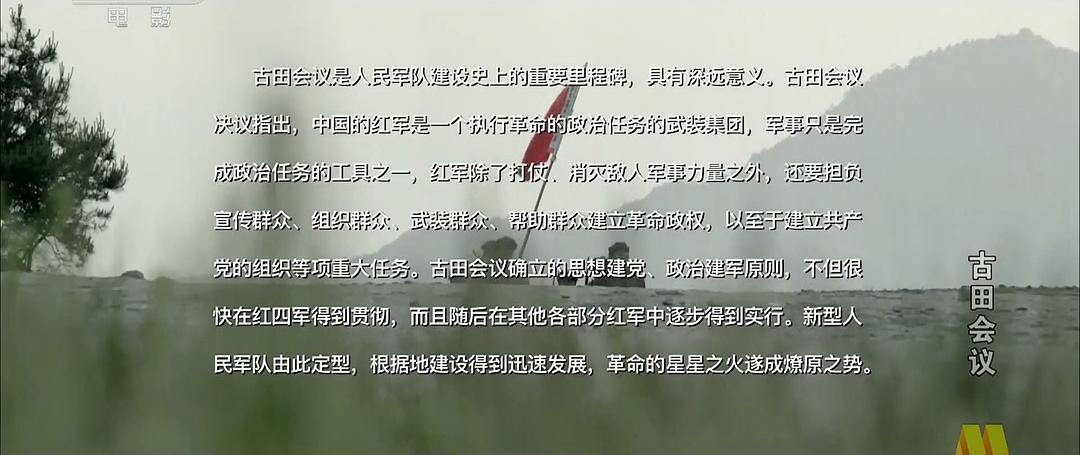 电影
古田会议是人民军队建设史上的重要里程碑，具有深远意义。古田会议
决议指出，中国的红军是一个执行革命的政治任务的武装集团，军事只是完
成政治任务的工具之一，红军除了打仗、消灭敌人军事力量之外，还要担负
宣传群众、组织群众、武装群众、帮助群众建立革命政权，以至于建立共产
党的组织等项重大任务。古田会议确立的思想建党、政治建军原则，不但很
快在红四军得到贯彻，而且随后在其他各部分红军中逐步得到实行。新型人
民军队由此定型，根据地建设得到迅速发展，革命的星星之火遂成燎原之势。
古田会议